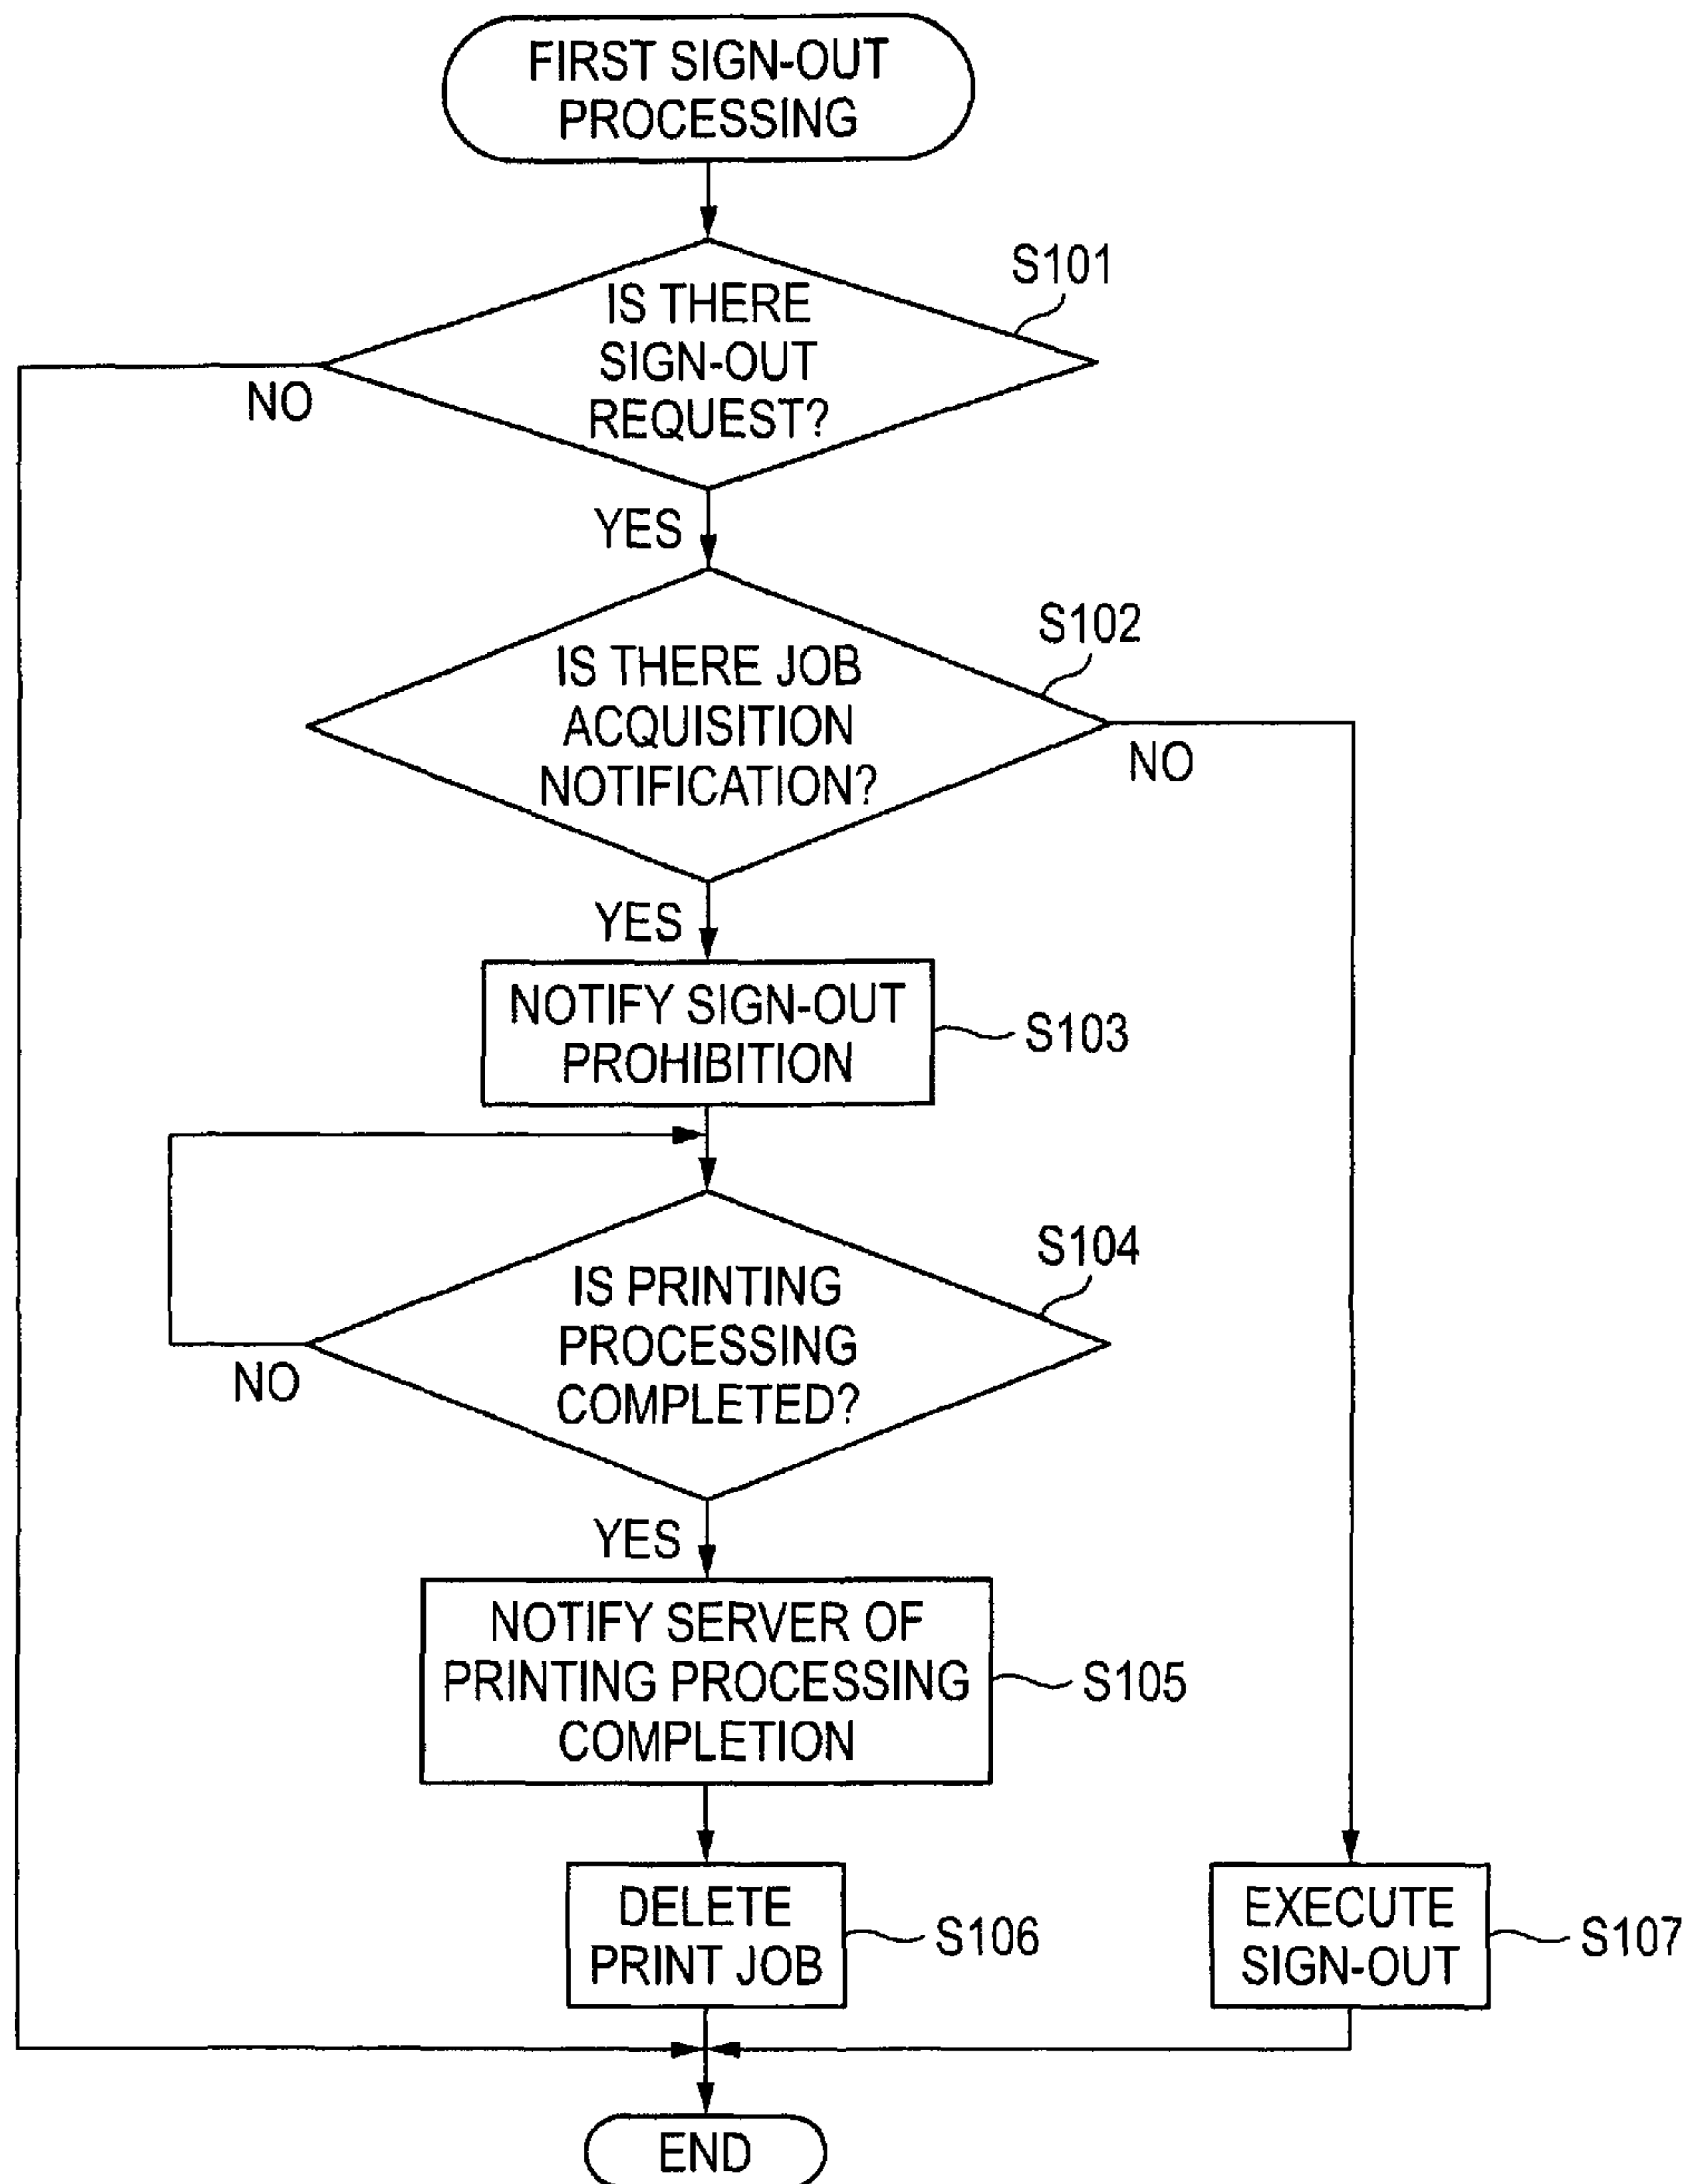 FIRST SIGN-OUT
PROCESSING
S101
IS THERE
SIGN-OUT
REQUEST?
NO
YES
S102
IS THERE JOB
ACQUISITION
NOTIFICATION?
NO
YES
NOTIFY SIGN-OUT
PROHIBITION
S103
S104
IS PRINTING
PROCESSING
COMPLETED?
NO
YES
NOTIFY SERVER OF
PRINTING PROCESSING
COMPLETION
S105
DELETE
PRINT JOB
S106
EXECUTE
SIGN-OUT
S107
END